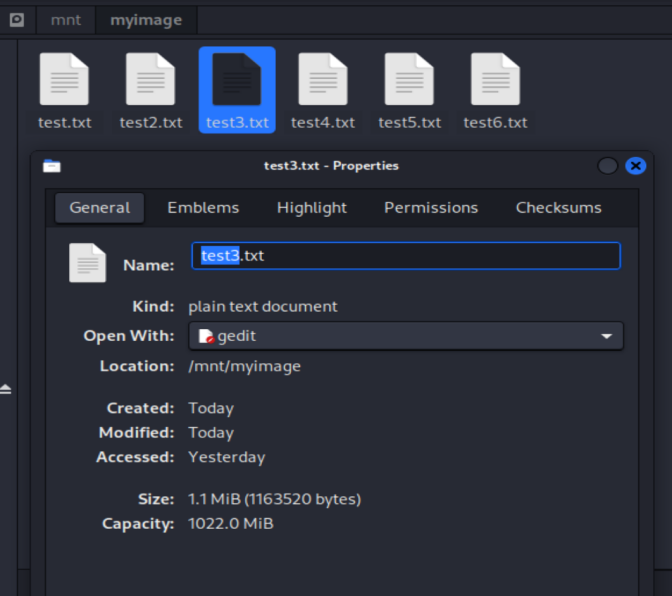 mnt myimage
test.txt test2.txt test3.txt test4.txt test5.txt test6.txt
test3.txt - Properties
General Emblems Highlight Permissions Checksums
Name: test3.txt
Kind: plain text document
Open With: gedit
Location: /mnt/myimage
Created: Today
Modified: Today
Accessed: Yesterday
Size: 1.1 MiB (1163520 bytes)
Capacity: 1022.0 MiB